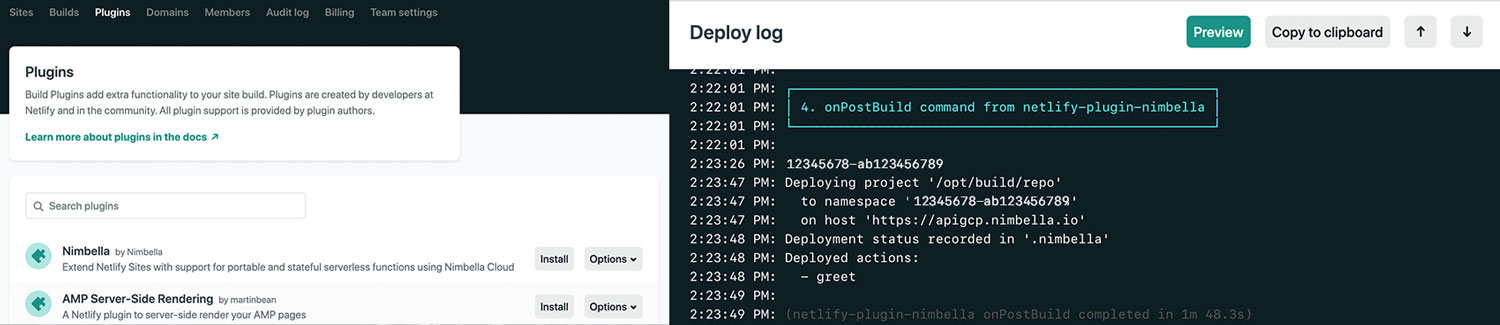 Sites Builds Plugins Domains Members Audit log Billing Team settings
Plugins
Build Plugins add extra functionality to your site build. Plugins are created by developers at
Netlify and in the community. All plugin support is provided by plugin authors.
Learn more about plugins in the docs ↗
Search plugins
Nimbella by Nimbella
Extend Netlify Sites with support for portable and stateful serverless functions using Nimbella Cloud
Install Options
AMP Server-Side Rendering by martinbean
A Netlify plugin to server-side render your AMP pages
Install Options
Deploy log
Preview Copy to clipboard ↑ ↓
2:22:01 PM:
2:22:01 PM:
2:22:01 PM: 4. onPostBuild command from netlify-plugin-nimbella
2:22:01 PM:
2:22:01 PM:
2:23:26 PM: 12345678-ab123456789
2:23:47 PM: Deploying project '/opt/build/repo'
2:23:47 PM: to namespace '12345678-ab123456789'
2:23:47 PM: on host 'https://apigcp.nimbella.io'
2:23:48 PM: Deployment status recorded in '.nimbella'
2:23:48 PM: Deployed actions:
2:23:48 PM: - greet
2:23:49 PM:
2:23:49 PM: (netlify-plugin-nimbella onPostBuild completed in 1m 48.3s)